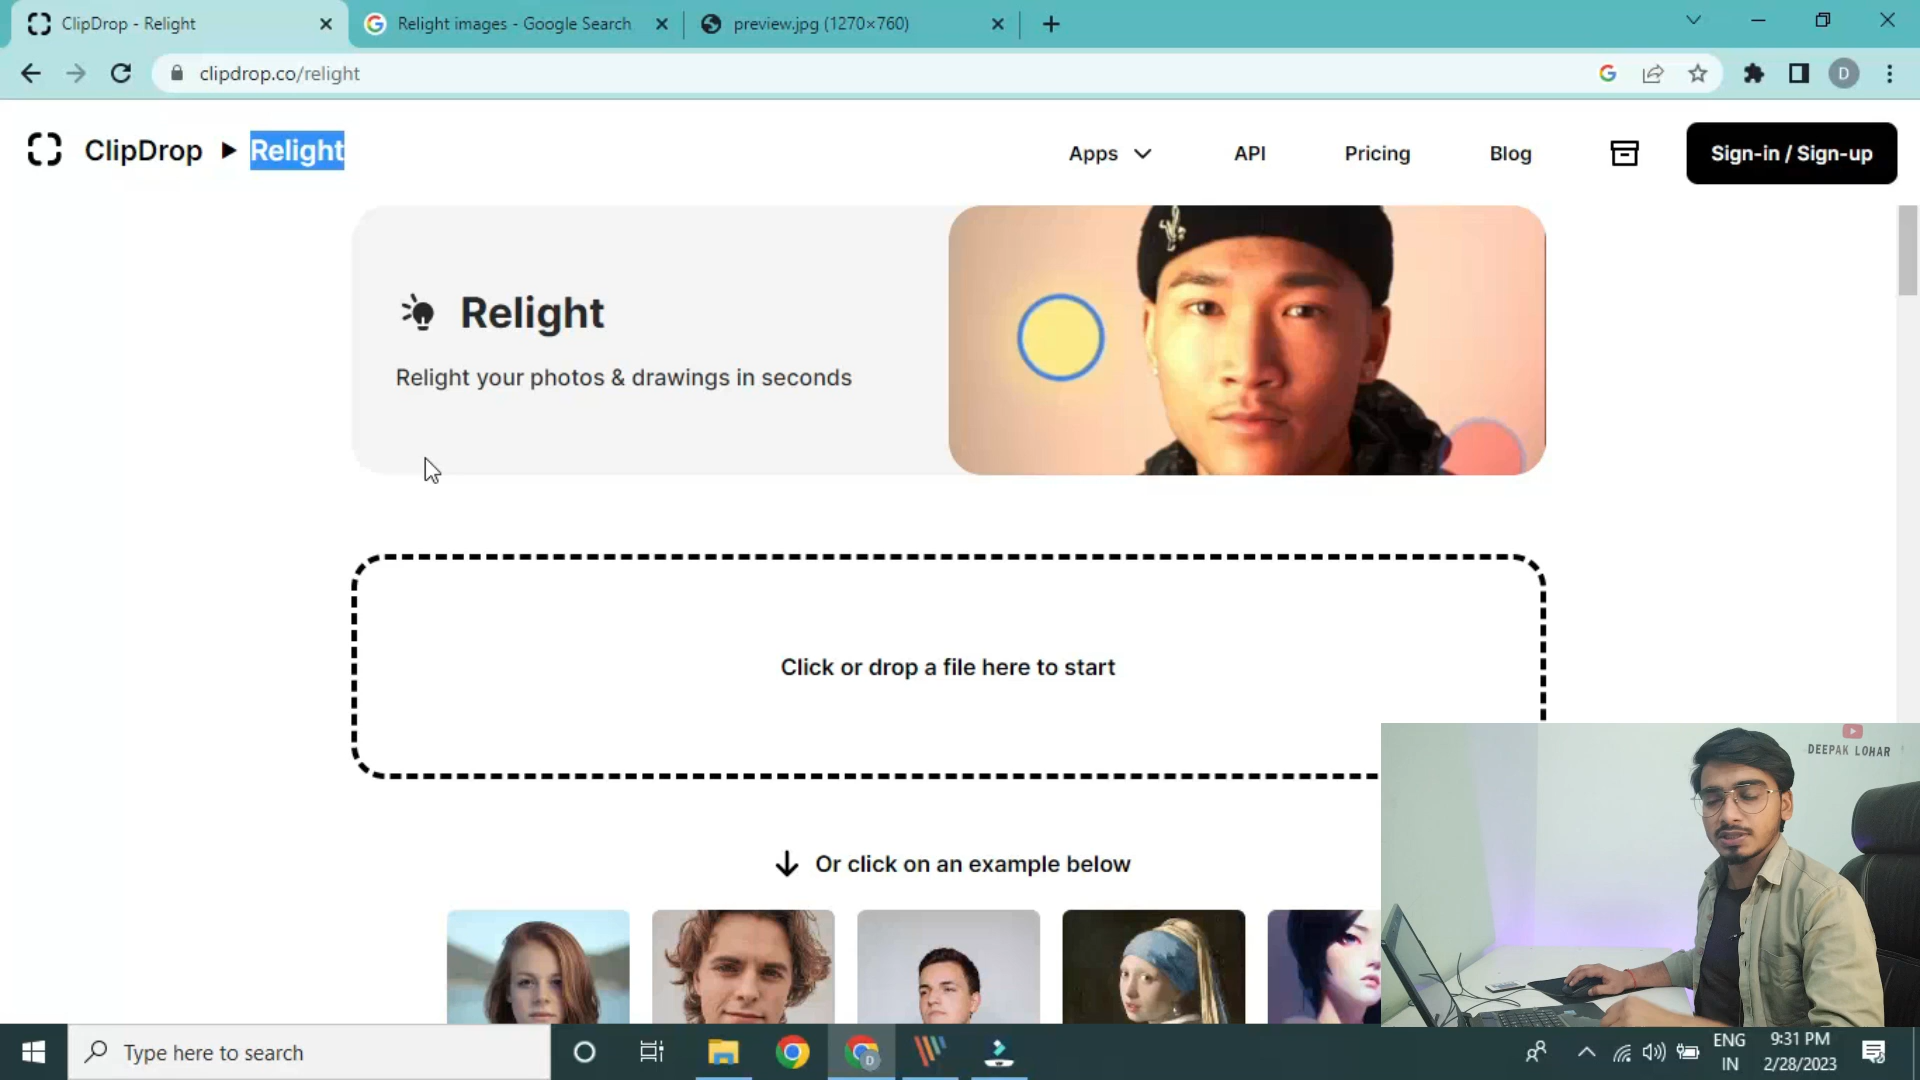 ClipDrop - Relight
Relight images - Google Search
preview.jpg (1270×760)
clipdrop.co/relight
D
ClipDrop ▶ Relight
Apps
API
Pricing
Blog
Sign-in / Sign-up
Relight
Relight your photos & drawings in seconds
Click or drop a file here to start
Or click on an example below
DEEPAK LOHAR
Type here to search
D
ENG
IN
9:31 PM
2/28/2023